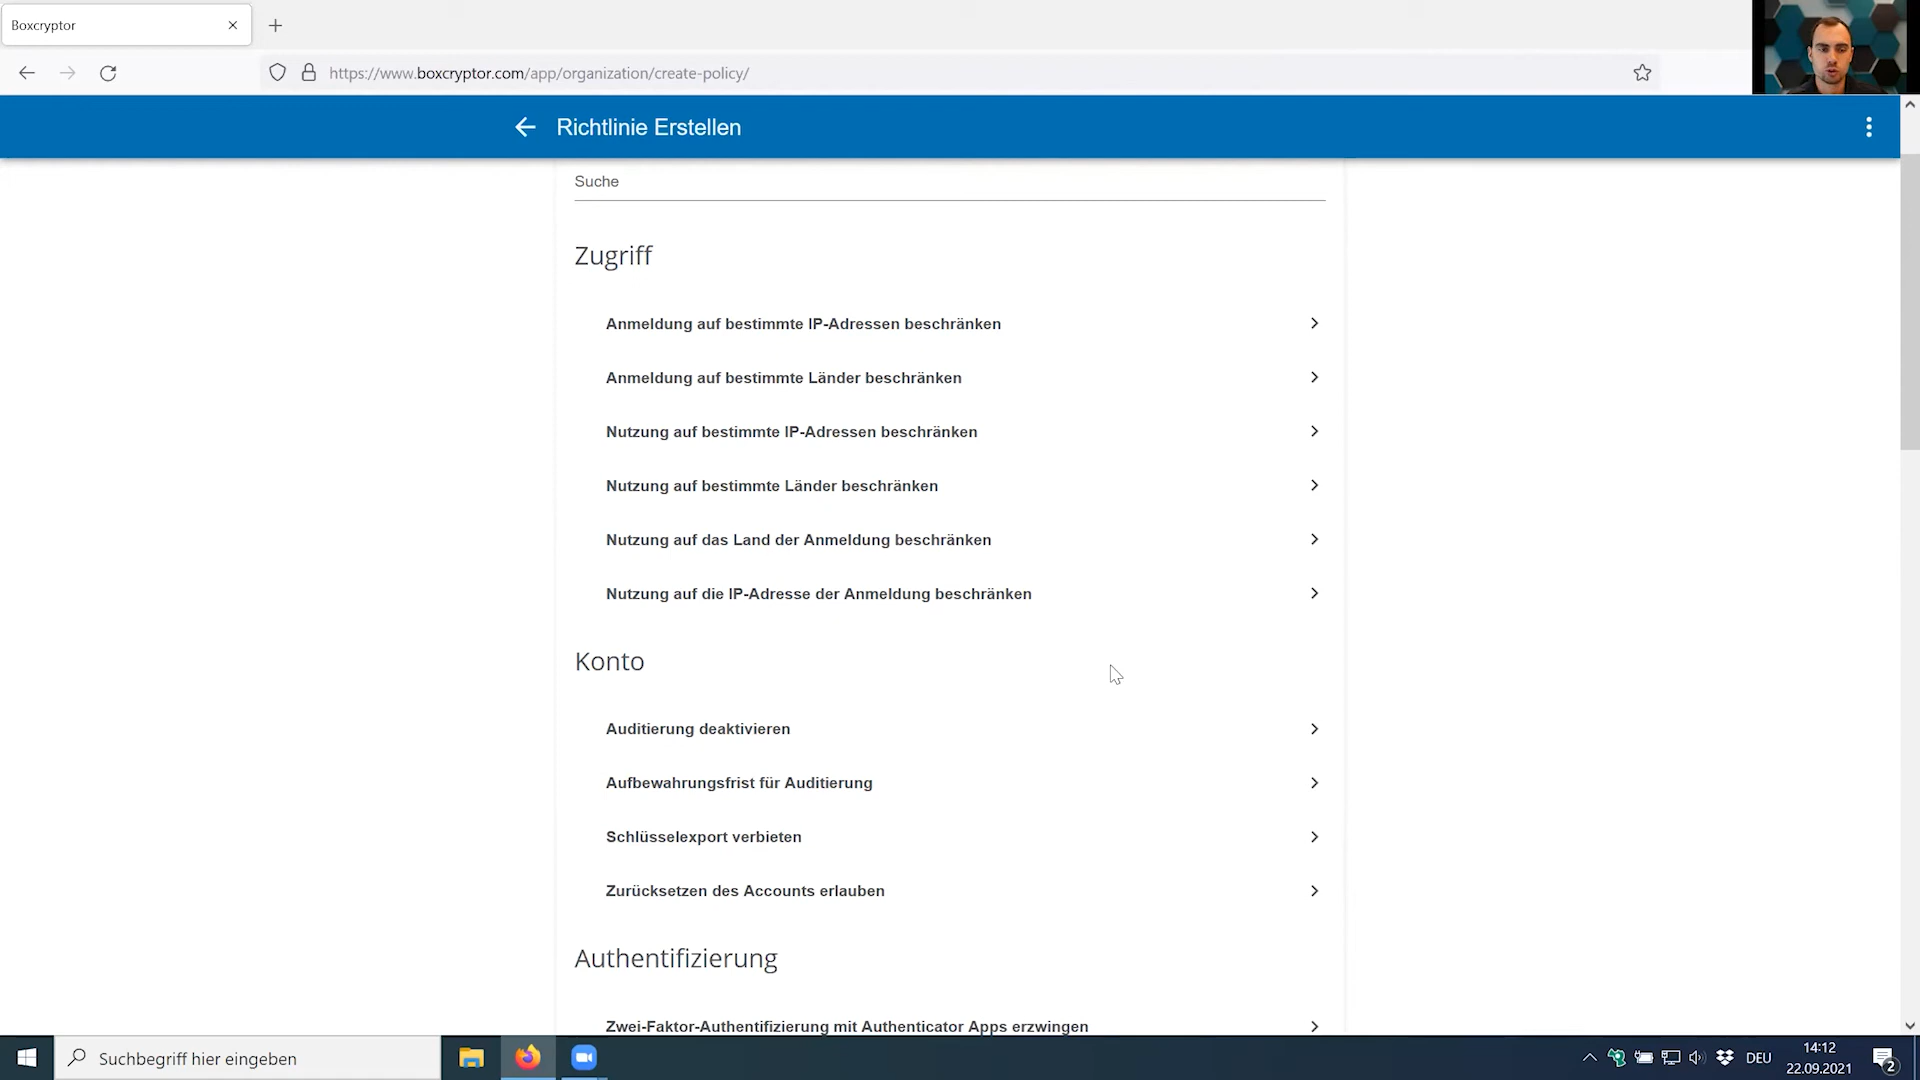 Boxcryptor
https://www.boxcryptor.com/app/organization/create-policy/
Richtlinie Erstellen
Suche
Zugriff
Anmeldung auf bestimmte IP-Adressen beschränken
Anmeldung auf bestimmte Länder beschränken
Nutzung auf bestimmte IP-Adressen beschränken
Nutzung auf bestimmte Länder beschränken
Nutzung auf das Land der Anmeldung beschränken
Nutzung auf die IP-Adresse der Anmeldung beschränken
Konto
Auditierung deaktivieren
Aufbewahrungsfrist für Auditierung
Schlüsselexport verbieten
Zurücksetzen des Accounts erlauben
Authentifizierung
Zwei-Faktor-Authentifizierung mit Authenticator Apps erzwingen
Suchbegriff hier eingeben
DEU
14:12
22.09.2021
2